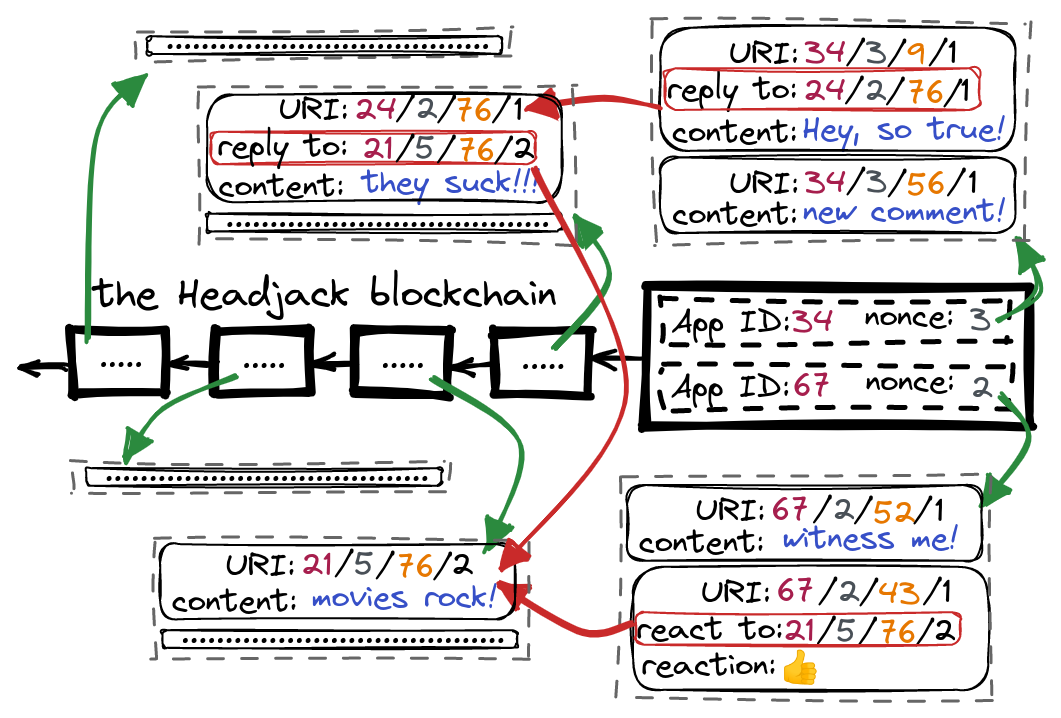 URI: 34/3/9/1
reply to: 24/2/76/1
content: Hey, so true!
URI: 34/3/56/1
content: new comment!
URI: 24/2/76/1
reply to: 21/5/76/2
content: they suck!!!
the Headjack blockchain
.....
.....
.....
.....
App ID:34 nonce: 3
App ID:67 nonce: 2
URI: 21/5/76/2
content: movies rock!
URI: 67/2/52/1
content: witness me!
URI: 67/2/43/1
react to:21/5/76/2
reaction: 👍